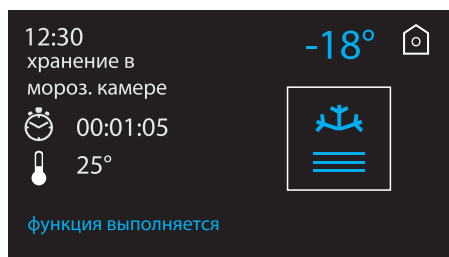 12:30
-18°
хранение в
мороз. камере
00:01:05
25°
функция выполняется